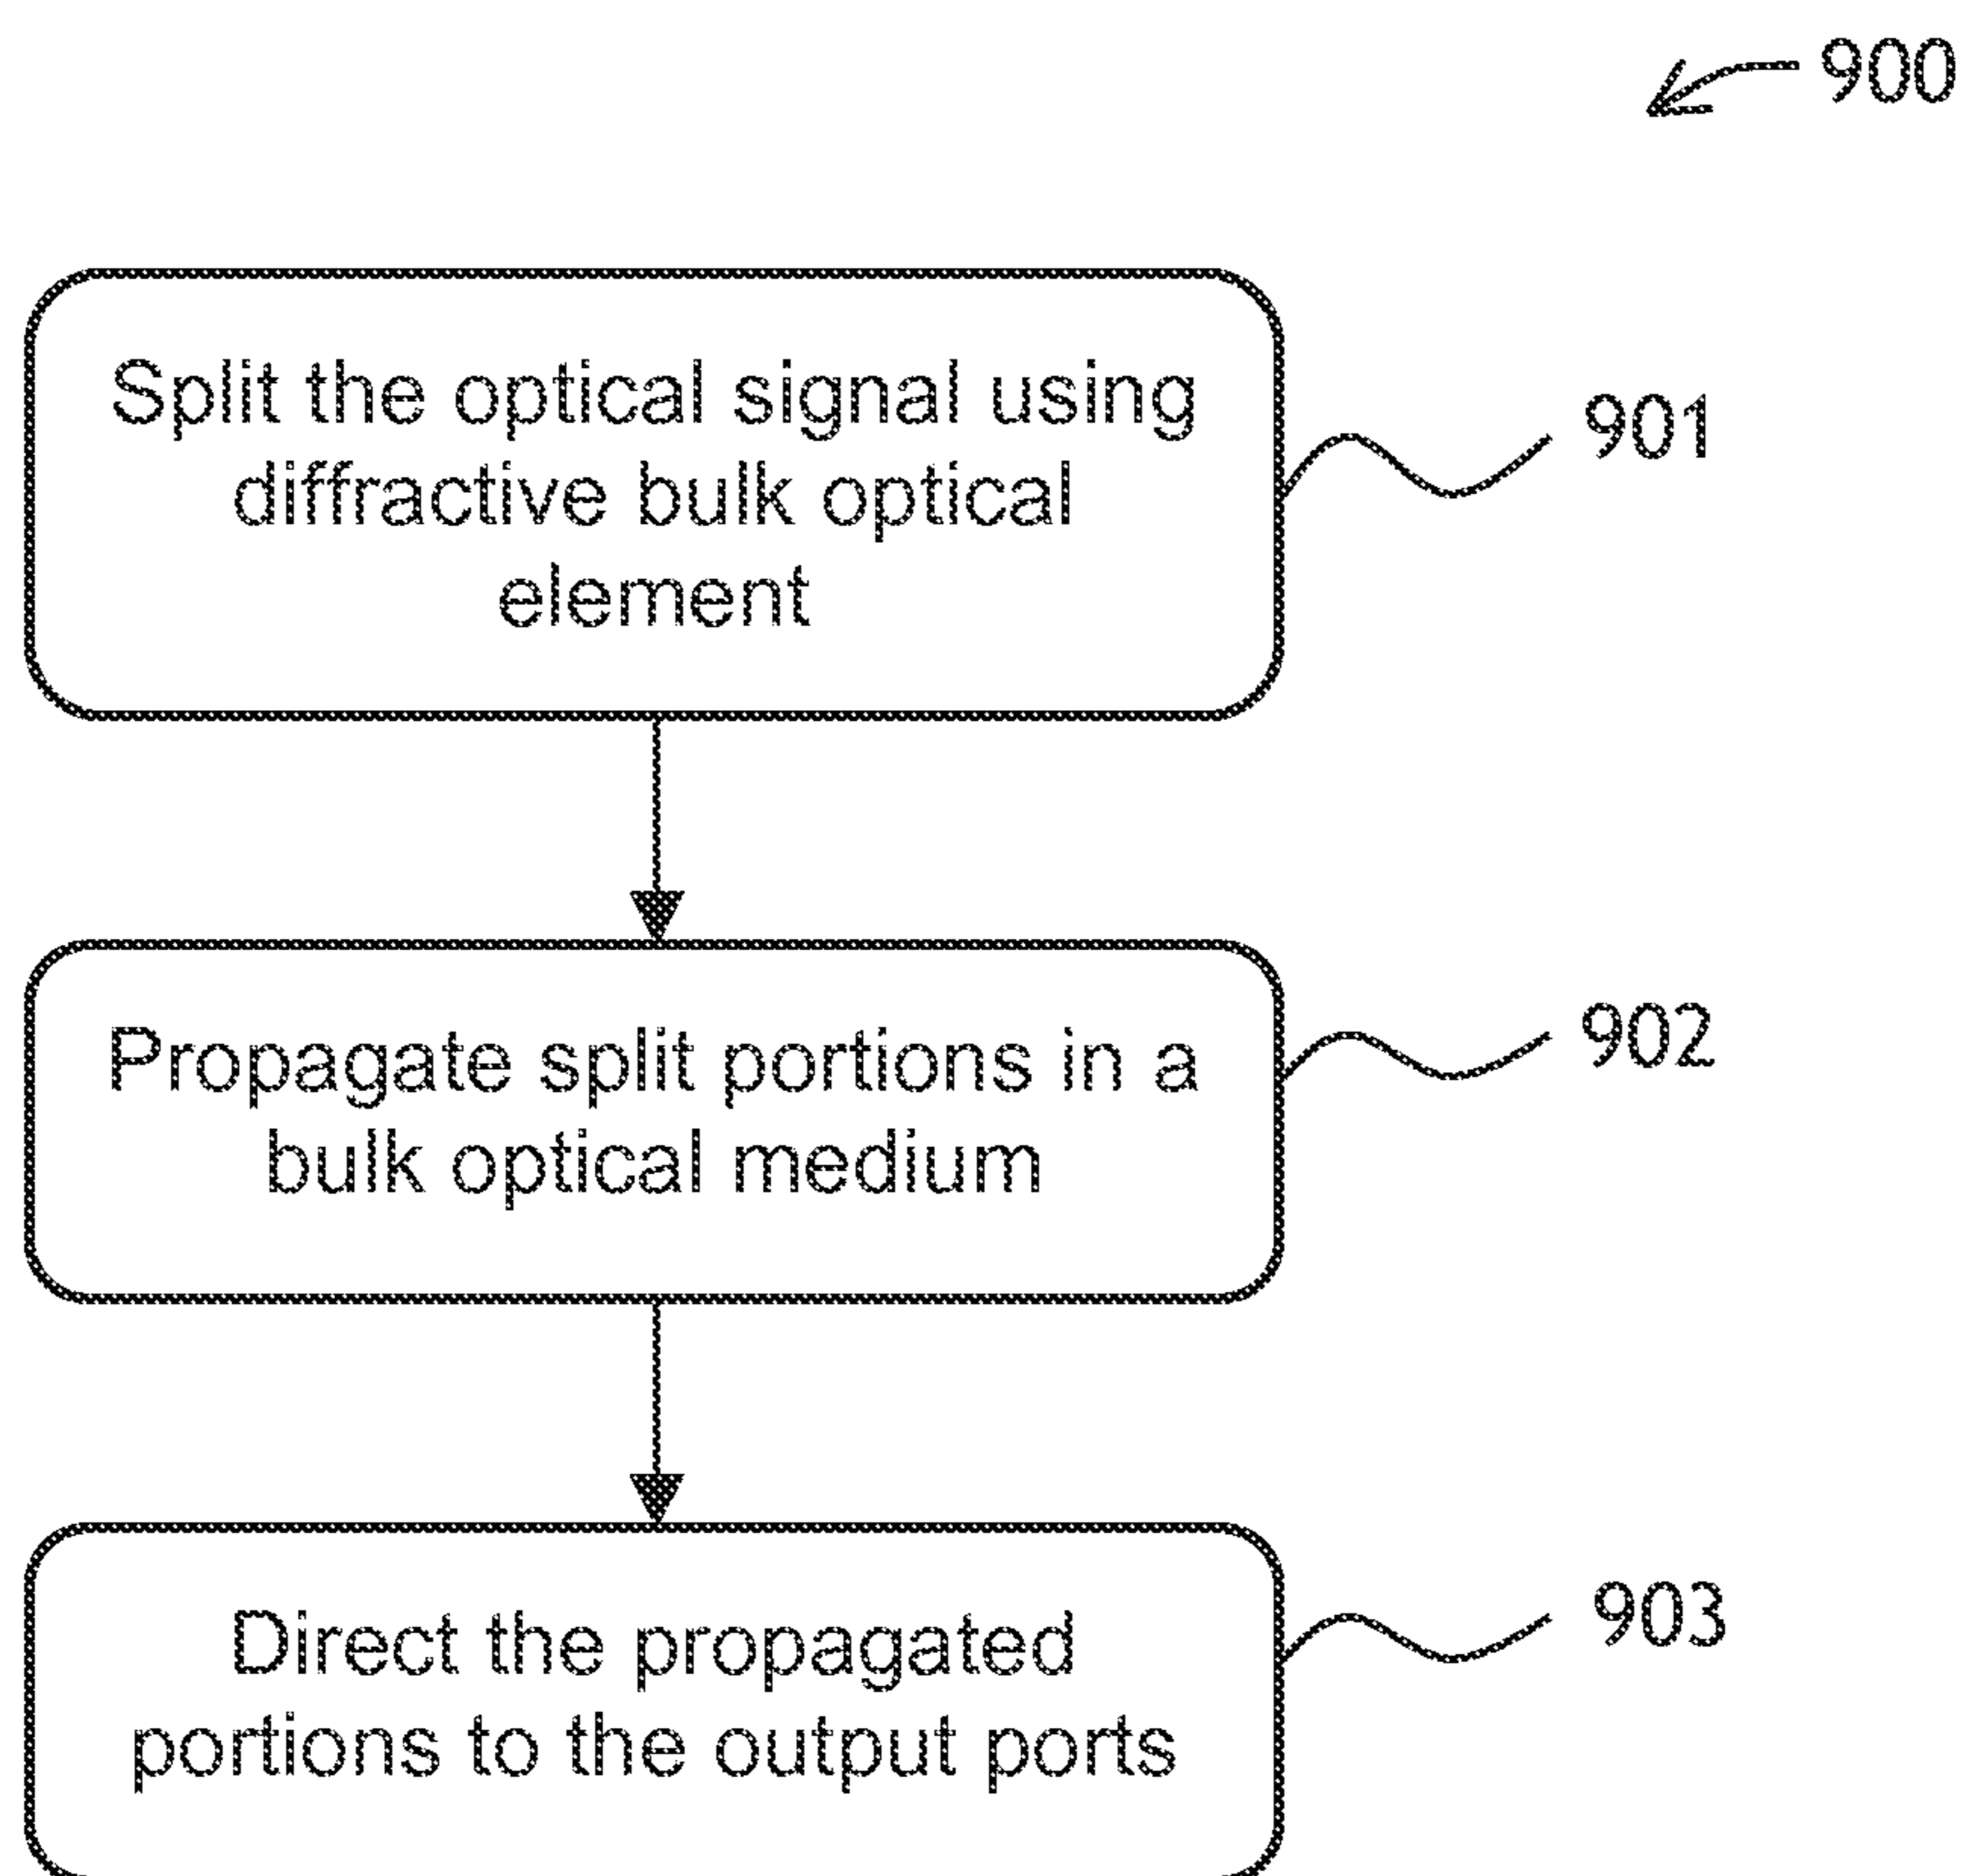 900
Split the optical signal using
diffractive bulk optical
element
901
Propagate split portions in a
bulk optical medium
902
Direct the propagated
portions to the output ports
903